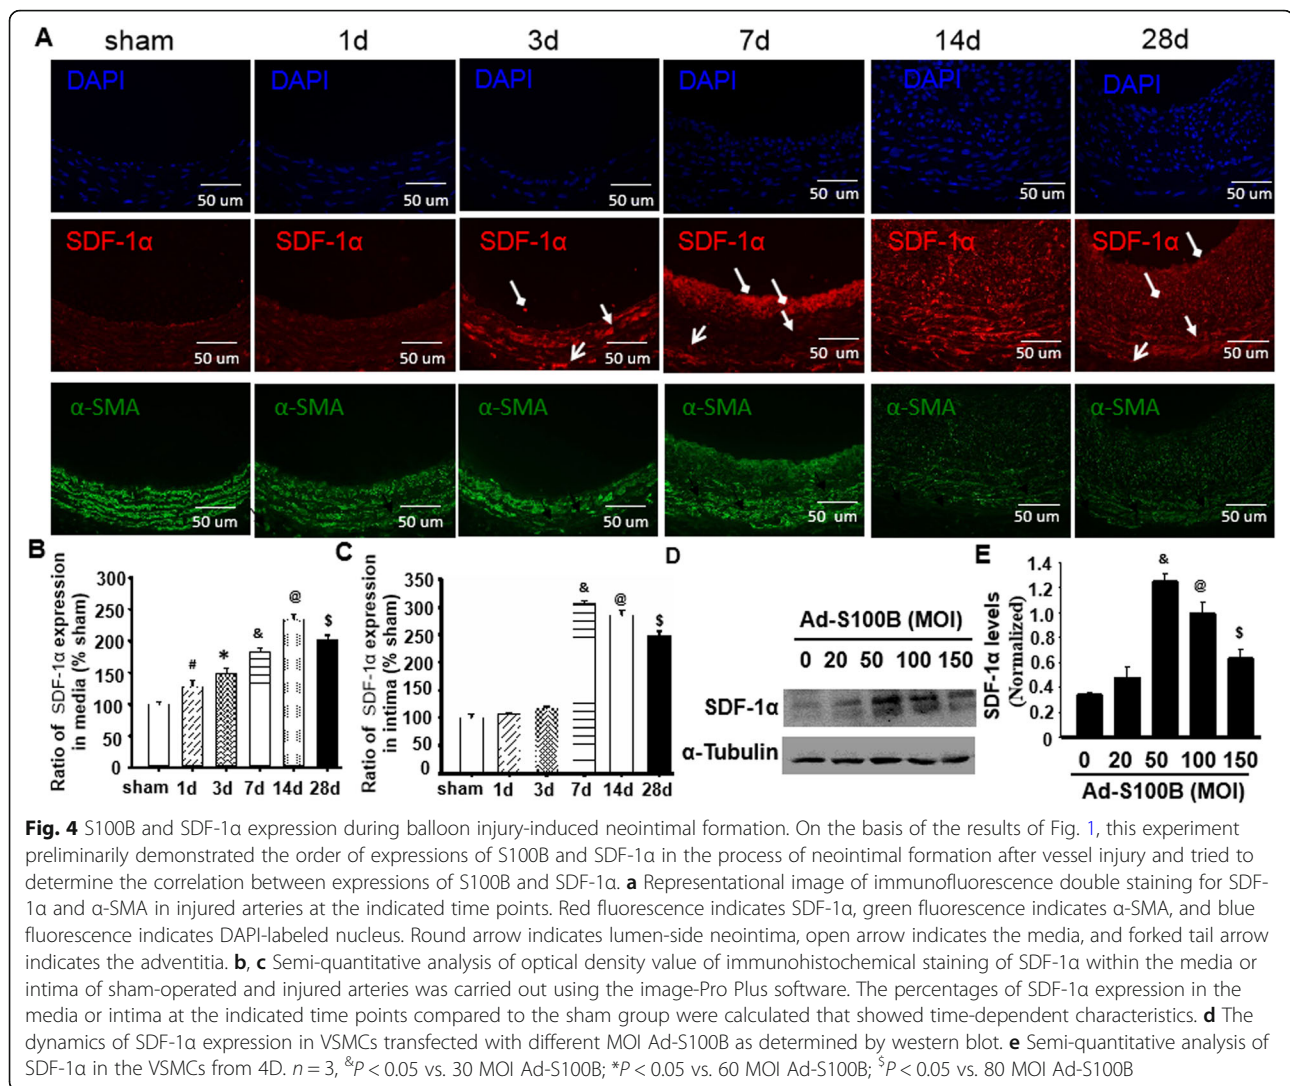 A
sham 1d 3d 7d 14d 28d
DAPI DAPI DAPI DAPI DAPI DAPI
50 um 50 um 50 um 50 um 50 um 50 um
SDF-1α SDF-1α SDF-1α SDF-1α SDF-1α SDF-1α
50 um 50 um 50 um 50 um 50 um 50 um
α-SMA α-SMA α-SMA α-SMA α-SMA α-SMA
50 um 50 um 50 um 50 um 50 um 50 um
B
Ratio of SDF-1α expression
in media (% sham)
300
250
200
150
100
50
0
# * & @ $
sham 1d 3d 7d 14d 28d
C
Ratio of SDF-1α expression
in intima (% sham)
350
300
250
200
150
100
50
0
& @ $
sham 1d 3d 7d 14d 28d
D
Ad-S100B (MOI)
0 20 50 100 150
SDF-1α
α-Tubulin
E
SDF-1α levels
(Normalized)
1.4
1.2
1.0
0.8
0.6
0.4
0.2
0
& @ $
0 20 50 100 150
Ad-S100B (MOI)
Fig. 4 S100B and SDF-1α expression during balloon injury-induced neointimal formation. On the basis of the results of Fig. 1, this experiment
preliminarily demonstrated the order of expressions of S100B and SDF-1α in the process of neointimal formation after vessel injury and tried to
determine the correlation between expressions of S100B and SDF-1α. a Representational image of immunofluorescence double staining for SDF-
1α and α-SMA in injured arteries at the indicated time points. Red fluorescence indicates SDF-1α, green fluorescence indicates α-SMA, and blue
fluorescence indicates DAPI-labeled nucleus. Round arrow indicates lumen-side neointima, open arrow indicates the media, and forked tail arrow
indicates the adventitia. b, c Semi-quantitative analysis of optical density value of immunohistochemical staining of SDF-1α within the media or
intima of sham-operated and injured arteries was carried out using the image-Pro Plus software. The percentages of SDF-1α expression in the
media or intima at the indicated time points compared to the sham group were calculated that showed time-dependent characteristics. d The
dynamics of SDF-1α expression in VSMCs transfected with different MOI Ad-S100B as determined by western blot. e Semi-quantitative analysis of
SDF-1α in the VSMCs from 4D. n = 3, &P < 0.05 vs. 30 MOI Ad-S100B; *P < 0.05 vs. 60 MOI Ad-S100B; $P < 0.05 vs. 80 MOI Ad-S100B